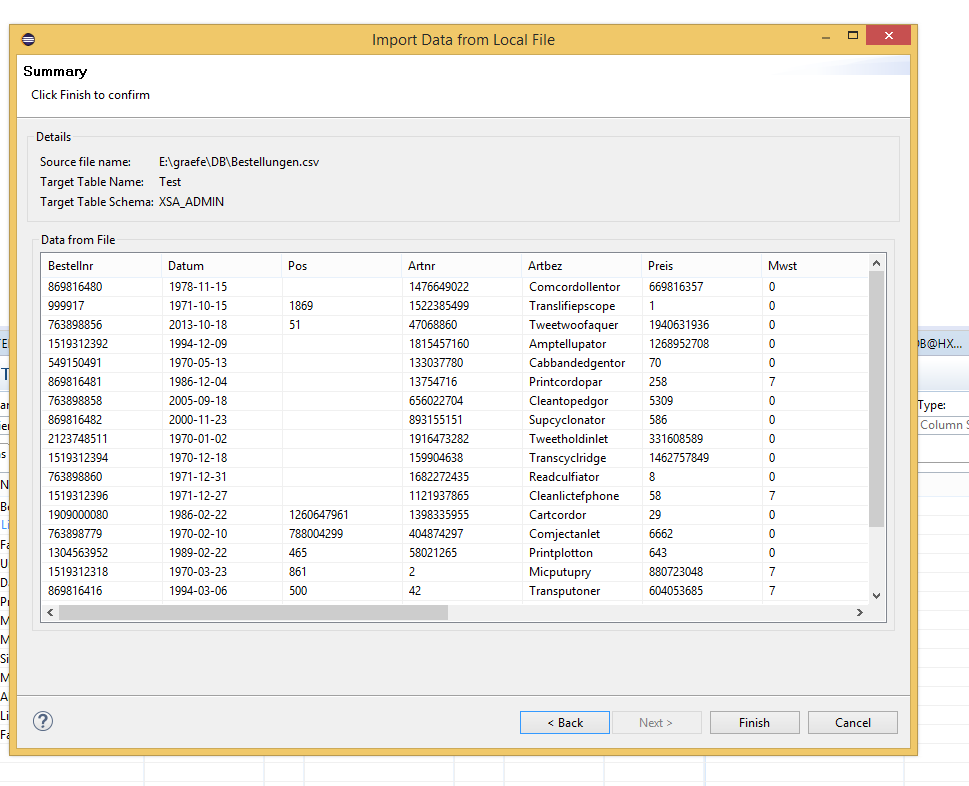 Import Data from Local File
Summary
Click Finish to confirm
Details
Source file name: E:\graefe\DB\Bestellungen.csv
Target Table Name: Test
Target Table Schema: XSA_ADMIN
Data from File
Bestellnr Datum Pos Artnr Artbez Preis Mwst
869816480 1978-11-15 1476649022 Comcordollentor 669816357 0
999917 1971-10-15 1869 1522385499 Translifiepscope 1 0
763898856 2013-10-18 51 47068860 Tweetwoofaquer 1940631936 0
1519312392 1994-12-09 1815457160 Amptellupator 1268952708 0
549150491 1970-05-13 133037780 Cabbandedgentor 70 0
869816481 1986-12-04 13754716 Printcordopar 258 7
763898858 2005-09-18 656022704 Cleantopedgor 5309 0
869816482 2000-11-23 893155151 Supcyclonator 586 0
2123748511 1970-01-02 1916473282 Tweetholdinlet 331608589 0
1519312394 1970-12-18 159904638 Transcyclridge 1462757849 0
763898860 1971-12-31 1682272435 Readculfiator 8 0
1519312396 1971-12-27 1121937865 Cleanlictefphone 58 7
1909000080 1986-02-22 1260647961 1398335955 Cartcordor 29 0
763898779 1970-02-10 788004299 404874297 Comjectanlet 6662 0
1304563952 1989-02-22 465 58021265 Printplotton 643 0
1519312318 1970-03-23 861 2 Micputupry 880723048 7
869816416 1994-03-06 500 42 Transputoner 604053685 7
DB@HX...
Type:
Column S
? < Back Next > Finish Cancel